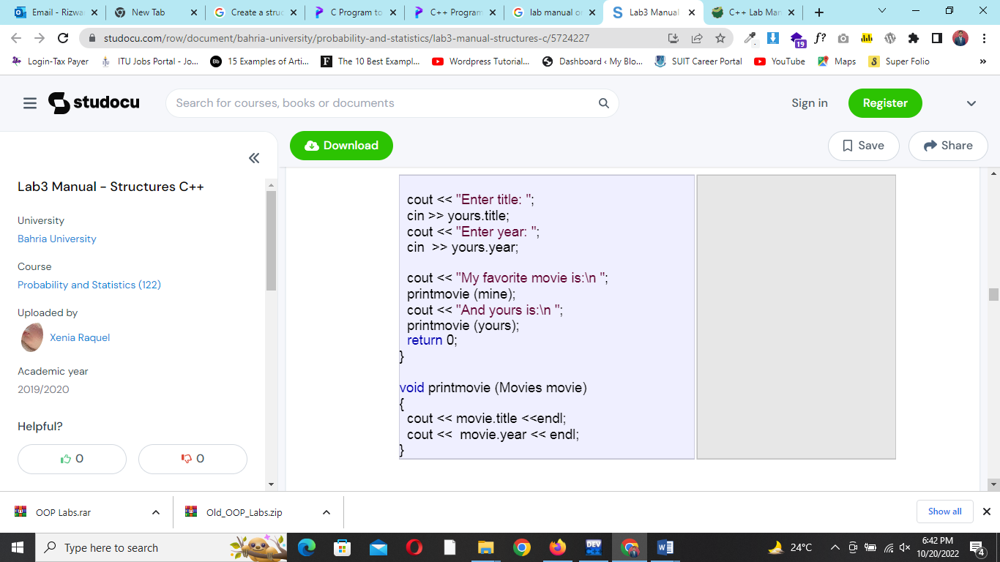 Email - Rizwa
New Tab
Create a struc
C Program to
C++ Program
lab manual o
Lab3 Manual
C++ Lab Man
studocu.com/row/document/bahria-university/probability-and-statistics/lab3-manual-structures-c/5724227
f?
19
Login-Tax Payer
ITU Jobs Portal - Jo...
Bb
15 Examples of Arti...
F
The 10 Best Exampl...
Wordpress Tutorial...
Dashboard ‹ My Blo...
SUIT Career Portal
YouTube
Maps
S
Super Folio
»
studocu
Search for courses, books or documents
Sign in
Register
Download
Save
Share
Lab3 Manual - Structures C++
University
Bahria University
Course
Probability and Statistics (122)
Uploaded by
Xenia Raquel
Academic year
2019/2020
Helpful?
0
0
cout << "Enter title: ";
cin >> yours.title;
cout << "Enter year: ";
cin  >> yours.year;
cout << "My favorite movie is:\n ";
printmovie (mine);
cout << "And yours is:\n ";
printmovie (yours);
return 0;
}
void printmovie (Movies movie)
{
cout << movie.title <<endl;
cout <<  movie.year << endl;
}
OOP Labs.rar
Old_OOP_Labs.zip
Show all
Type here to search
DEV
W
24°C
6:42 PM
10/20/2022
4